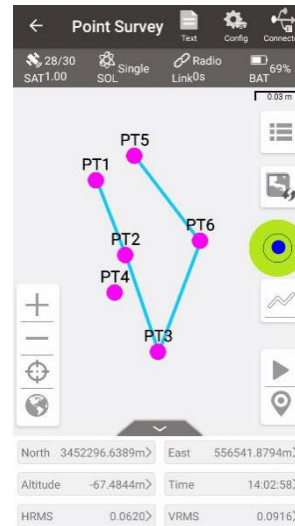 ← Point Survey Text Config Connect
28/30 Single Radio 69%
SAT1.00 SOL Link0s BAT
0.03 m
PT5
PT1
PT6
PT2
PT4
PT3
North 3452296.6389m> East 556541.8794m>
Altitude -67.4844m> Time 14:02:58>
HRMS 0.0620> VRMS 0.0916>